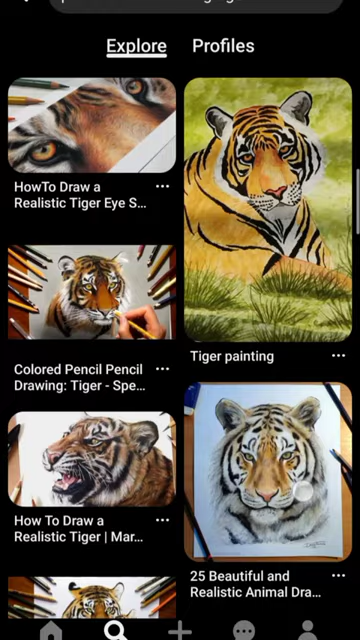 Explore
Profiles
HowTo Draw a
Realistic Tiger Eye S...
Tiger painting
Colored Pencil Pencil
Drawing: Tiger - Spe...
How To Draw a
Realistic Tiger | Mar...
25 Beautiful and
Realistic Animal Dra...